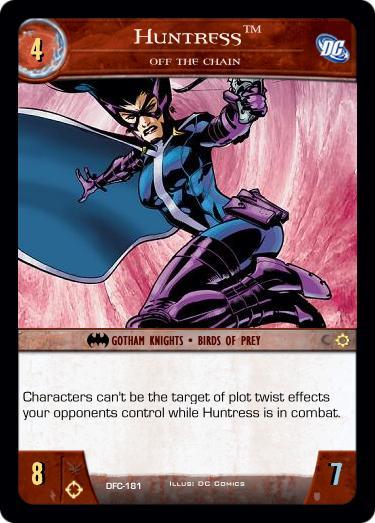 4
HUNTRESS™
DC
OFF THE CHAIN
GOTHAM KNIGHTS • BIRDS OF PREY
Characters can't be the target of plot twist effects
your opponents control while Huntress is in combat.
8
DFC-181
ILLUS: DC COMICS
7